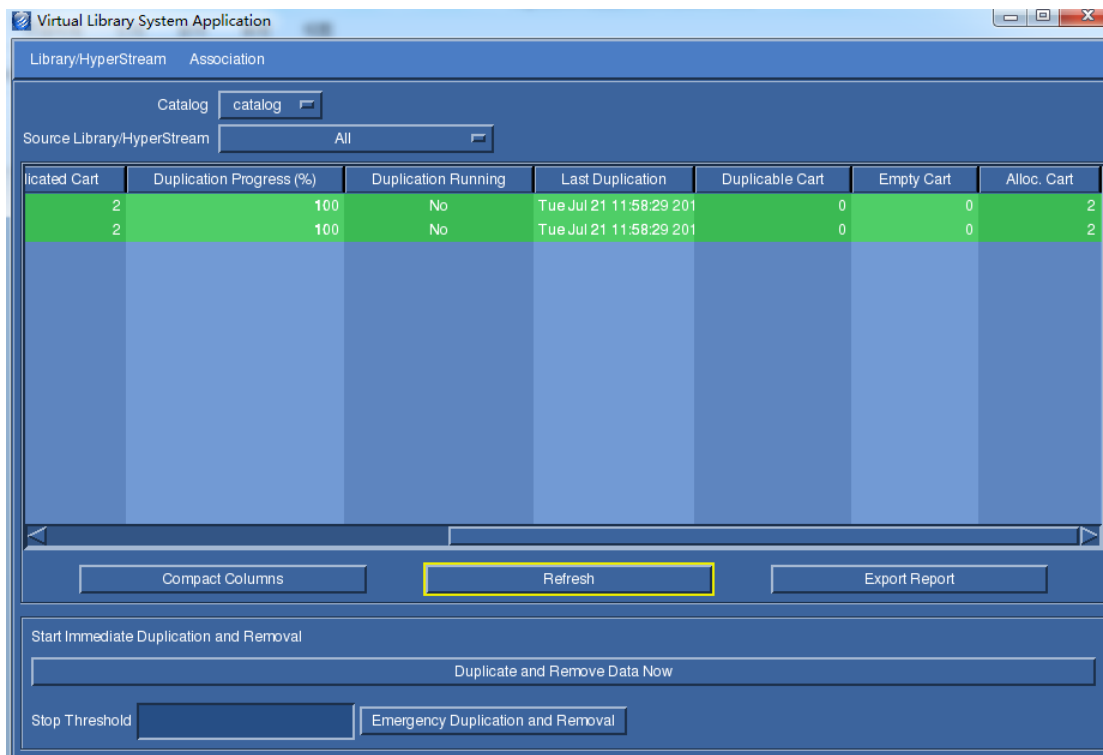 Virtual Library System Application
Library/HyperStream Association
Catalog catalog
Source Library/HyperStream All
licated Cart Duplication Progress (%) Duplication Running Last Duplication Duplicable Cart Empty Cart Alloc. Cart
2 100 No Tue Jul 21 11:58:29 201 0 0 2
2 100 No Tue Jul 21 11:58:29 201 0 0 2
Compact Columns Refresh Export Report
Start Immediate Duplication and Removal
Duplicate and Remove Data Now
Stop Threshold Emergency Duplication and Removal